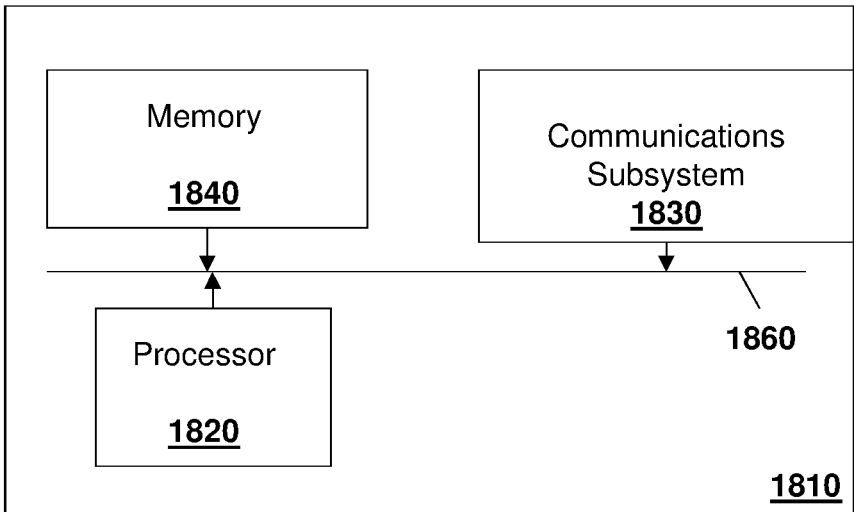 Memory
1840
Communications
Subsystem
1830
1860
Processor
1820
1810